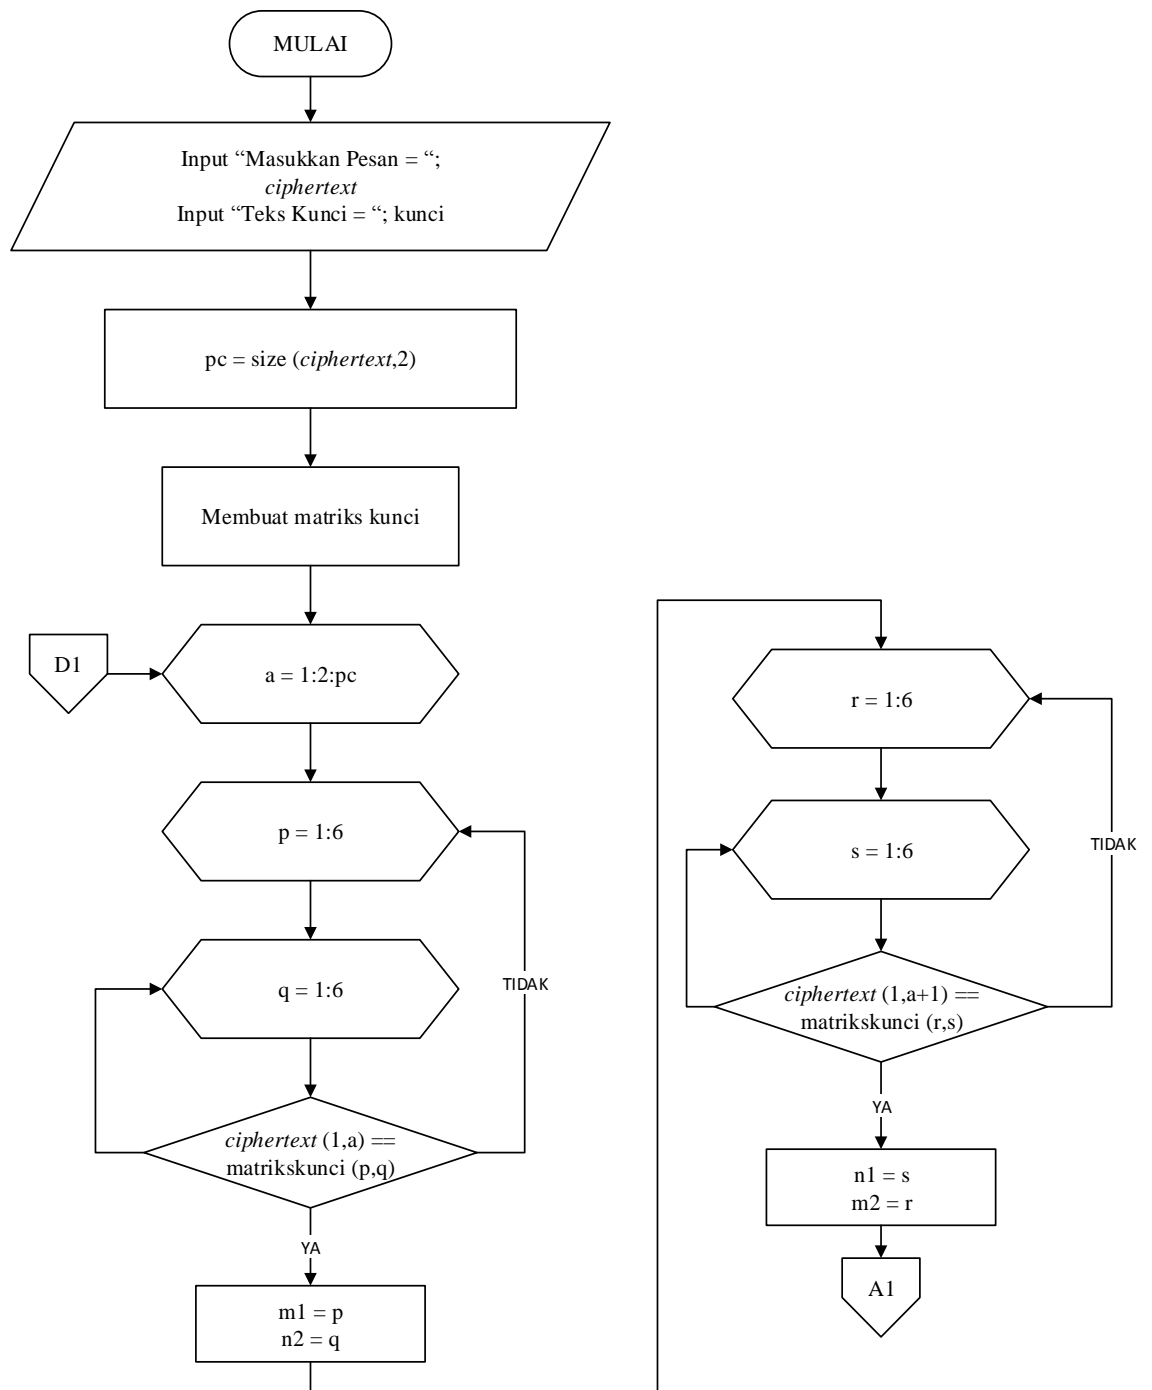 MULAI
Input “Masukkan Pesan = “;
ciphertext
Input “Teks Kunci = “; kunci
pc = size (ciphertext,2)
Membuat matriks kunci
D1
a = 1:2:pc
p = 1:6
q = 1:6
TIDAK
ciphertext (1,a) ==
matrikskunci (p,q)
YA
m1 = p
n2 = q
r = 1:6
s = 1:6
TIDAK
ciphertext (1,a+1) ==
matrikskunci (r,s)
YA
n1 = s
m2 = r
A1